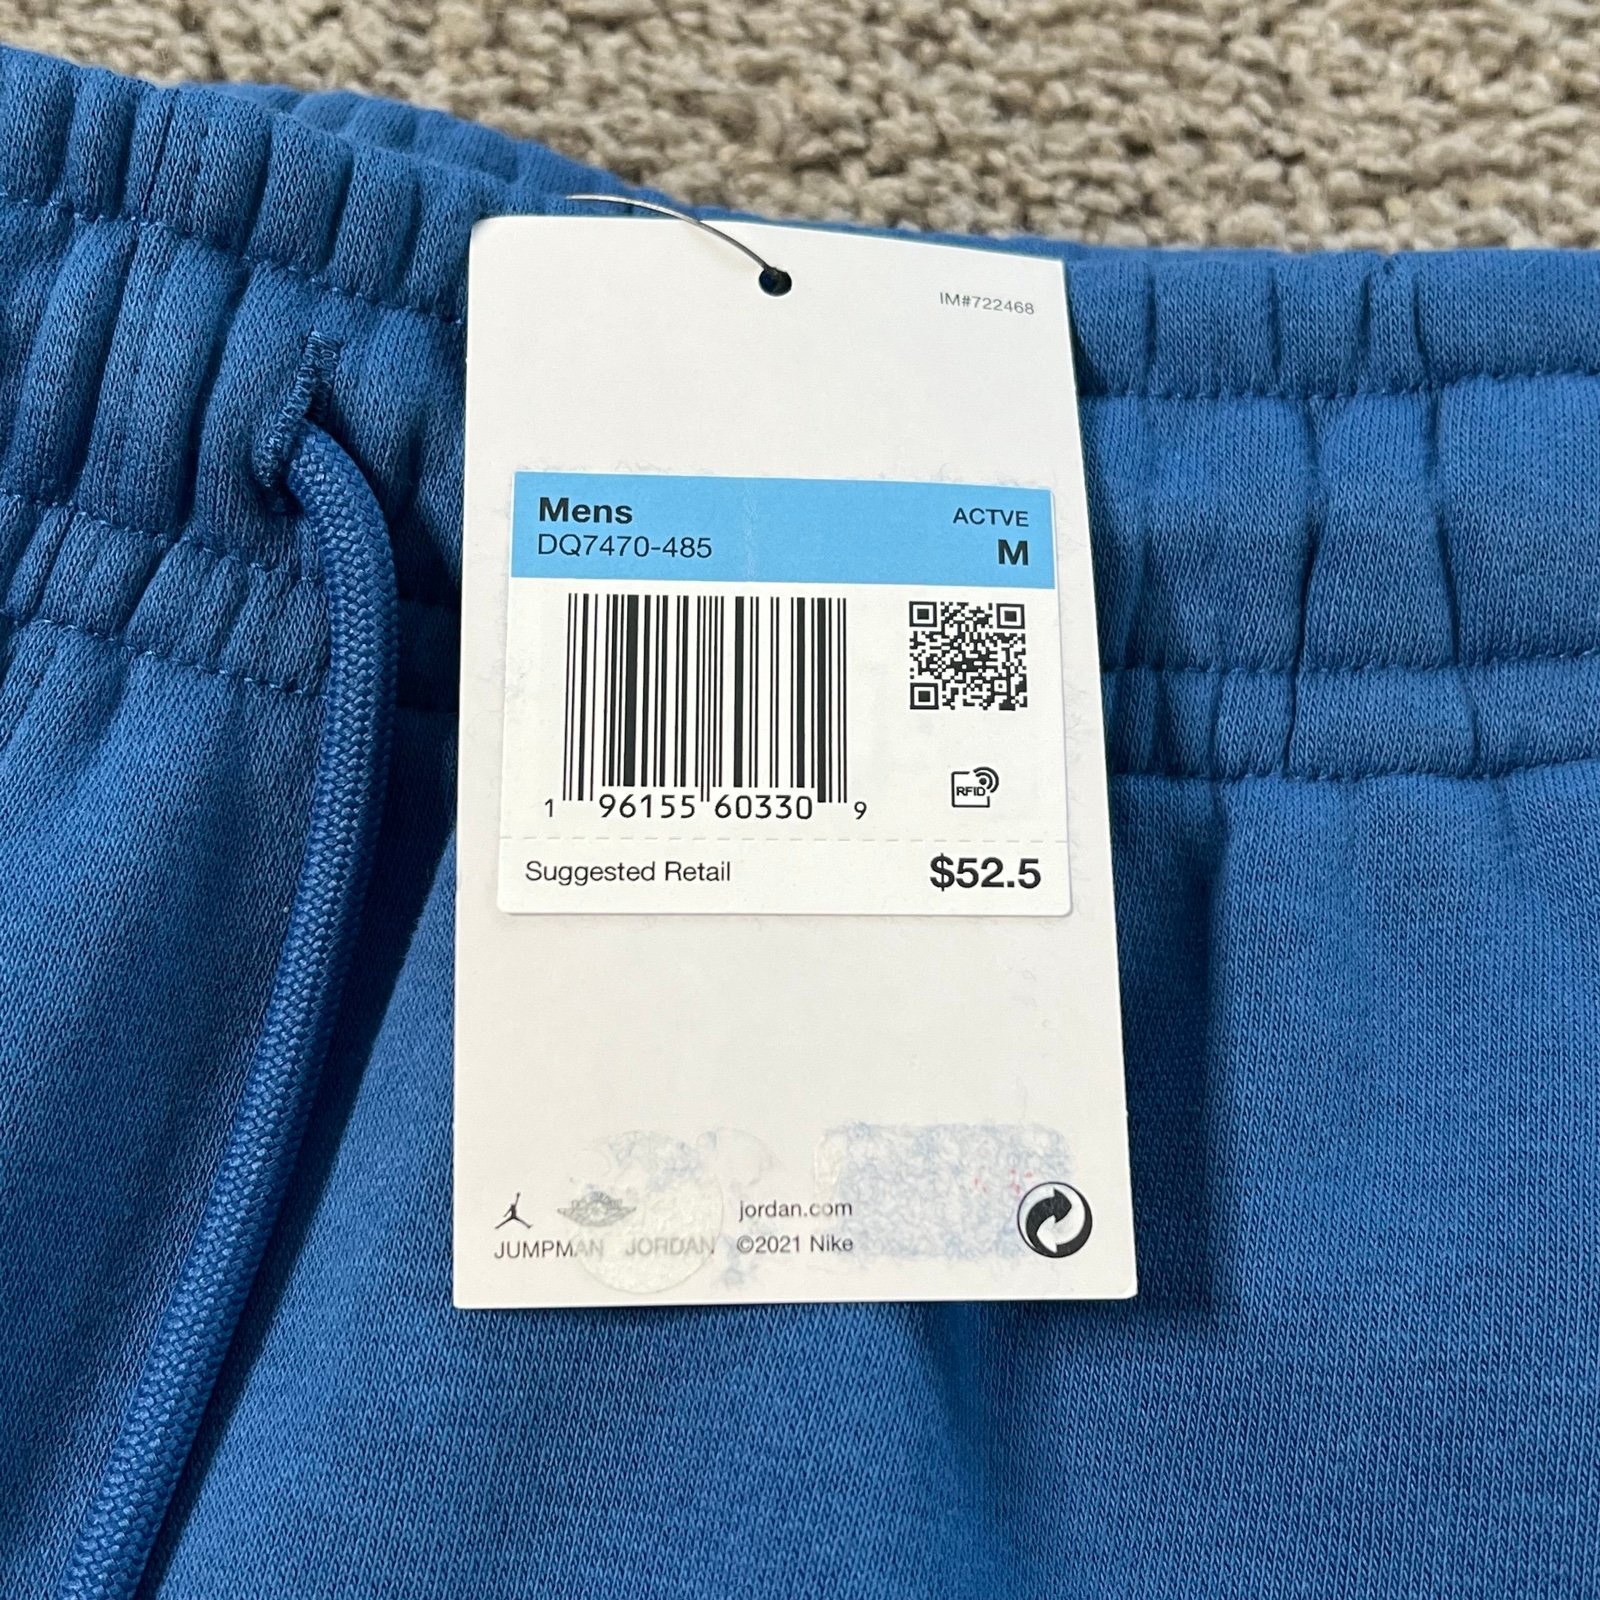 IM#722468
Mens
ACTVE
DQ7470-485
M
1 96155 60330 9
RFID
Suggested Retail
$52.5
jordan.com
JUMPMAN JORDAN ©2021 Nike